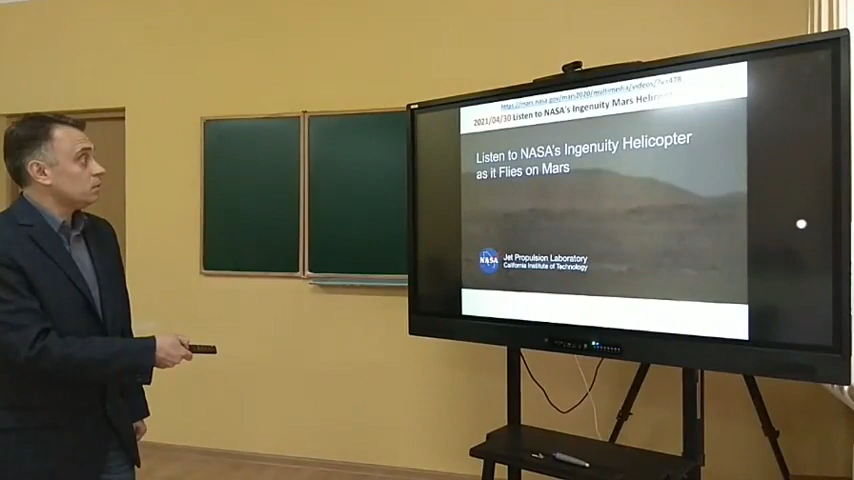 https://mars.nasa.gov/mars2020/multimedia/videos/?v=478
2021/04/30 Listen to NASA's Ingenuity Mars Helicopter
Listen to NASA's Ingenuity Helicopter
as it Flies on Mars
NASA
Jet Propulsion Laboratory
California Institute of Technology